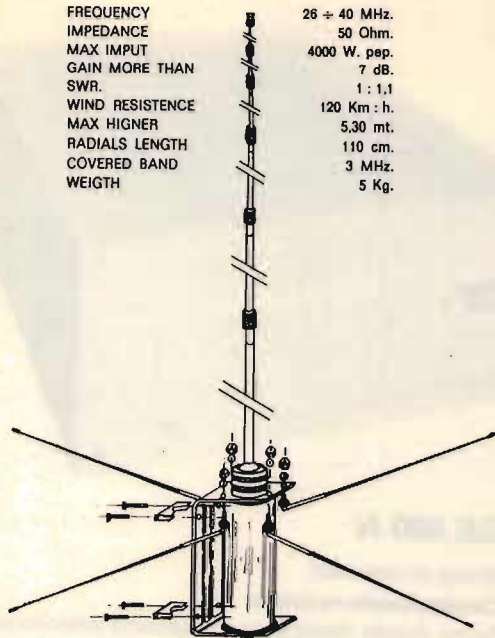 FREQUENCY 26 ÷ 40 MHz.
IMPEDANCE 50 Ohm.
MAX IMPUT 4000 W. pep.
GAIN MORE THAN 7 dB.
SWR. 1 : 1,1
WIND RESISTENCE 120 Km : h.
MAX HIGNER 5,30 mt.
RADIALS LENGTH 110 cm.
COVERED BAND 3 MHz.
WEIGTH 5 Kg.